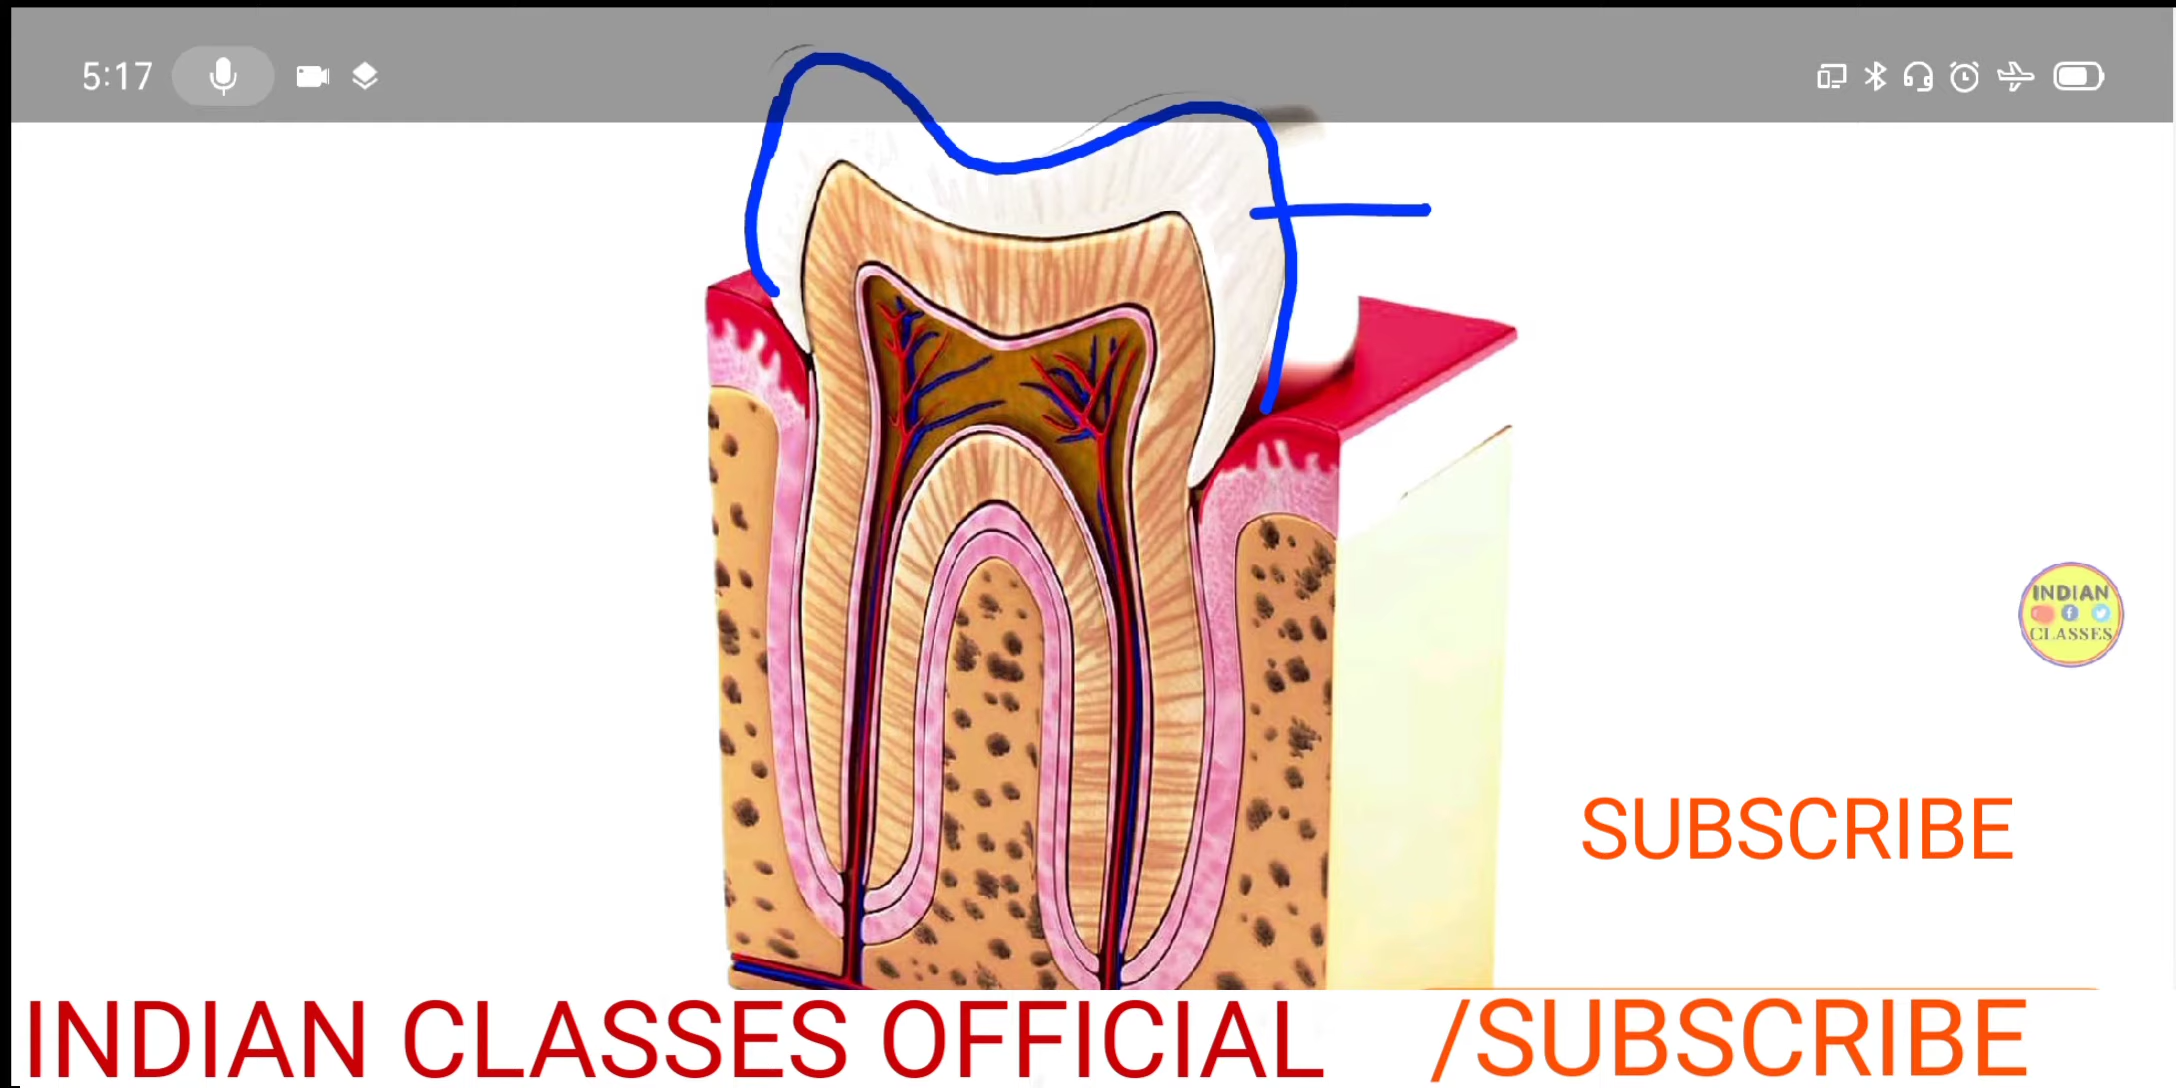 5:17
INDIAN
CLASSES
SUBSCRIBE
INDIAN CLASSES OFFICIAL /SUBSCRIBE